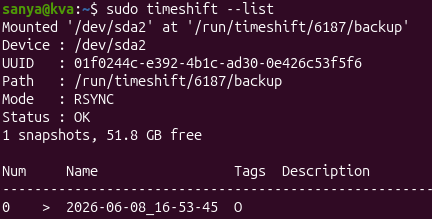 sanya@kva:~$ sudo timeshift --list
Mounted '/dev/sda2' at '/run/timeshift/6187/backup'
Device : /dev/sda2
UUID   : 01f0244c-e392-4b1c-ad30-0e426c53f5f6
Path   : /run/timeshift/6187/backup
Mode   : RSYNC
Status : OK
1 snapshots, 51.8 GB free
Num     Name                 Tags  Description
------------------------------------------------------
0    >  2026-06-08_16-53-45  O